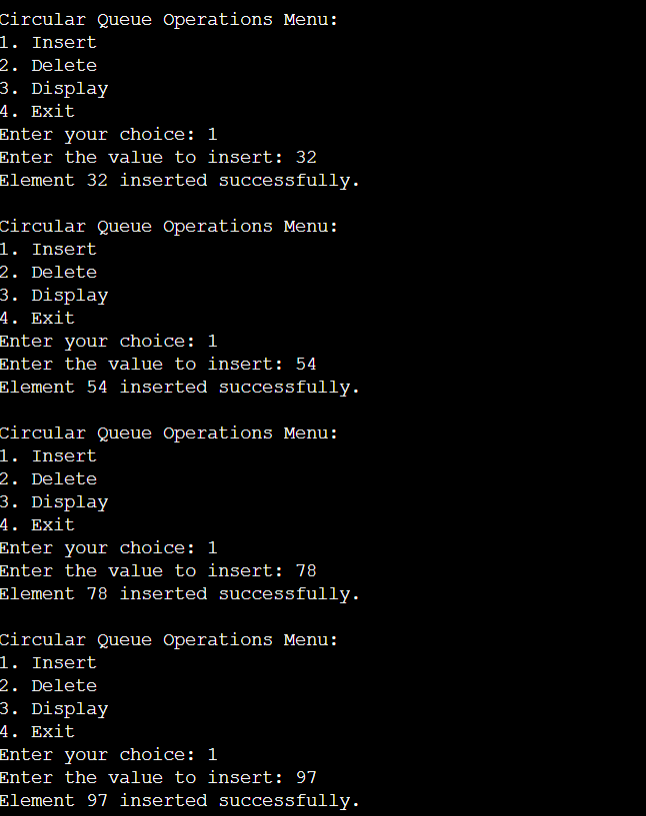 Circular Queue Operations Menu:
1. Insert
2. Delete
3. Display
4. Exit
Enter your choice: 1
Enter the value to insert: 32
Element 32 inserted successfully.
Circular Queue Operations Menu:
1. Insert
2. Delete
3. Display
4. Exit
Enter your choice: 1
Enter the value to insert: 54
Element 54 inserted successfully.
Circular Queue Operations Menu:
1. Insert
2. Delete
3. Display
4. Exit
Enter your choice: 1
Enter the value to insert: 78
Element 78 inserted successfully.
Circular Queue Operations Menu:
1. Insert
2. Delete
3. Display
4. Exit
Enter your choice: 1
Enter the value to insert: 97
Element 97 inserted successfully.